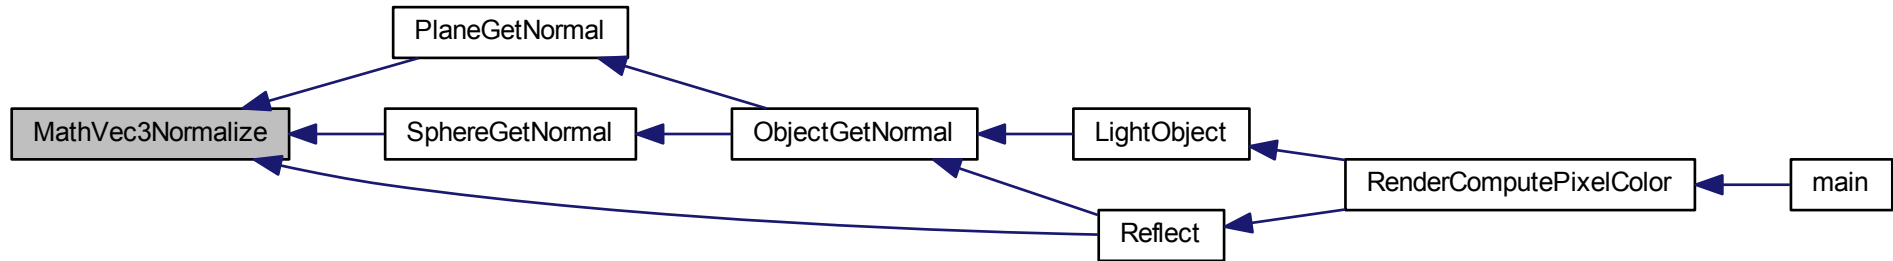 PlaneGetNormal
MathVec3Normalize
SphereGetNormal
ObjectGetNormal
LightObject
RenderComputePixelColor
main
Reflect